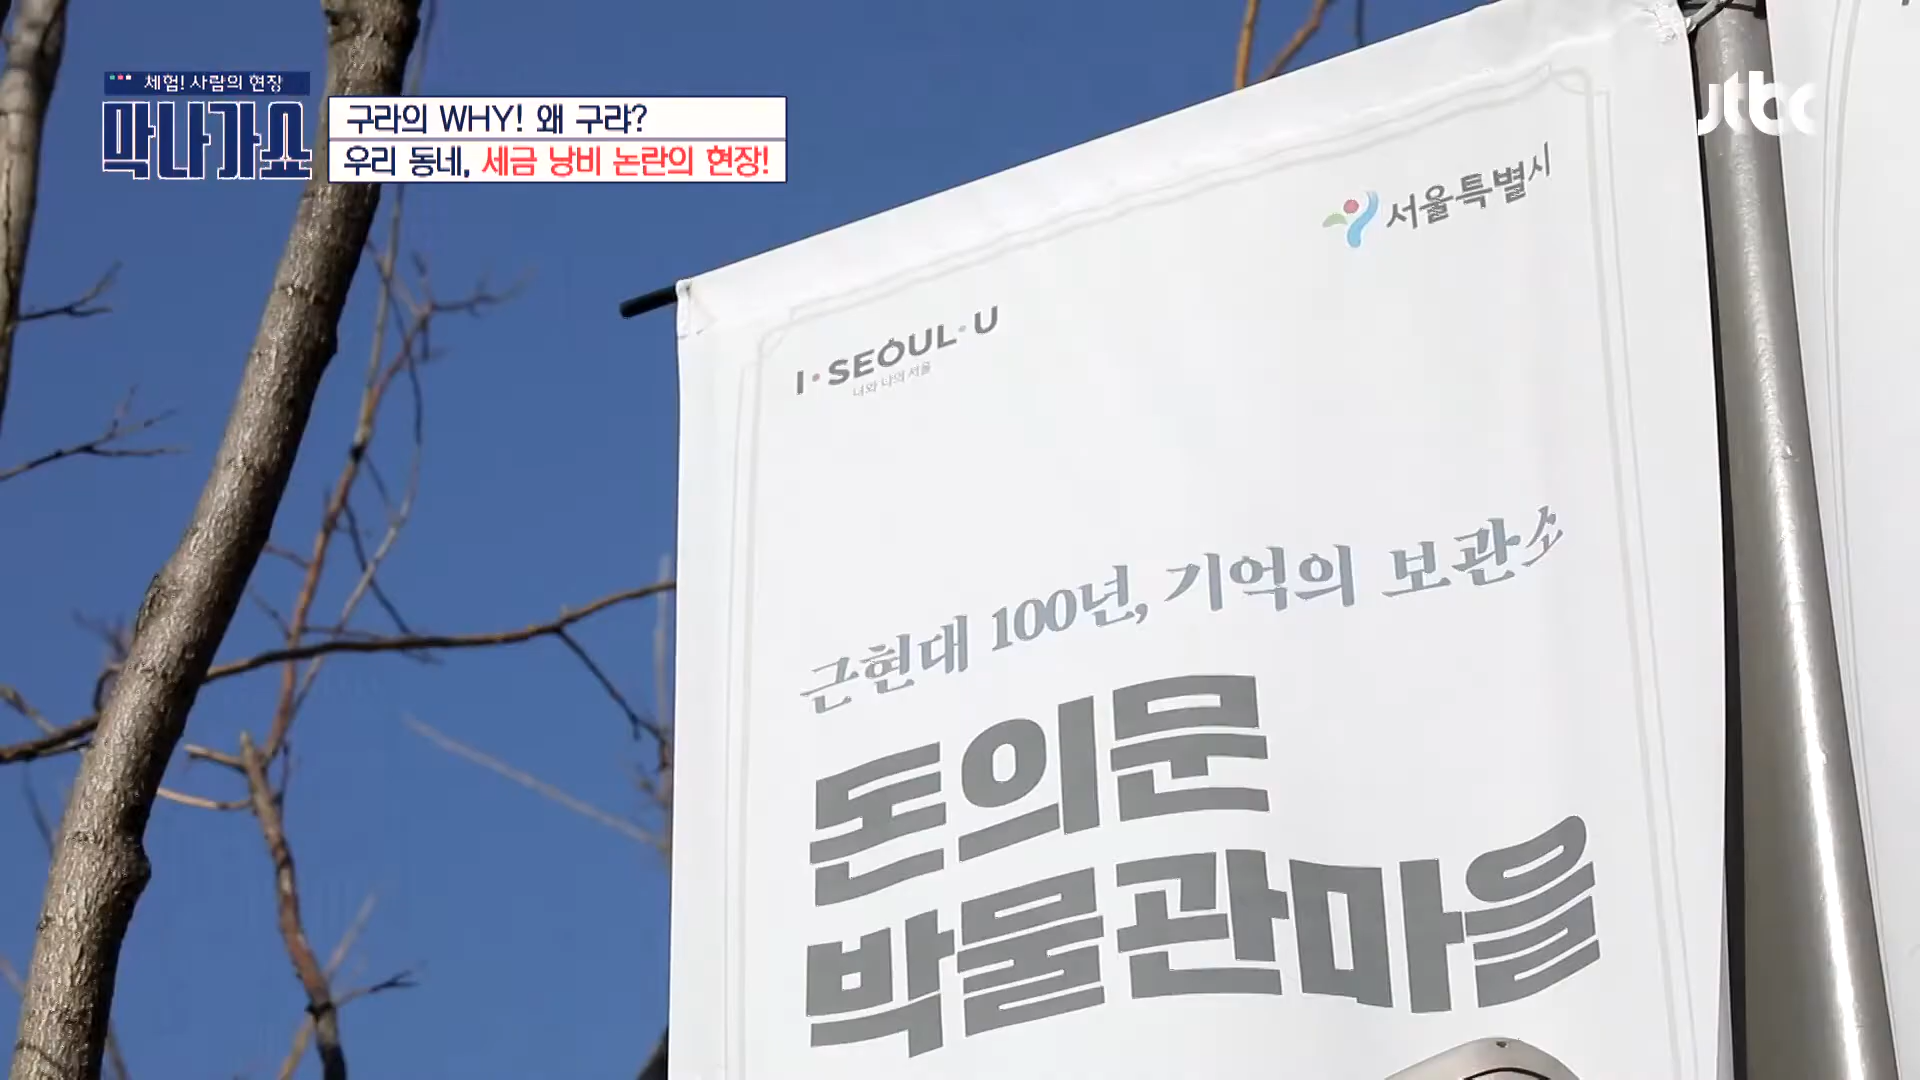 체험! 사람의 현장
막나가쇼
구라의 WHY! 왜 구랴?
우리 동네, 세금 낭비 논란의 현장!
jtbc
서울특별시
I·SEOUL·U
너와 나의 서울
근현대 100년, 기억의 보관소
돈의문
박물관마을